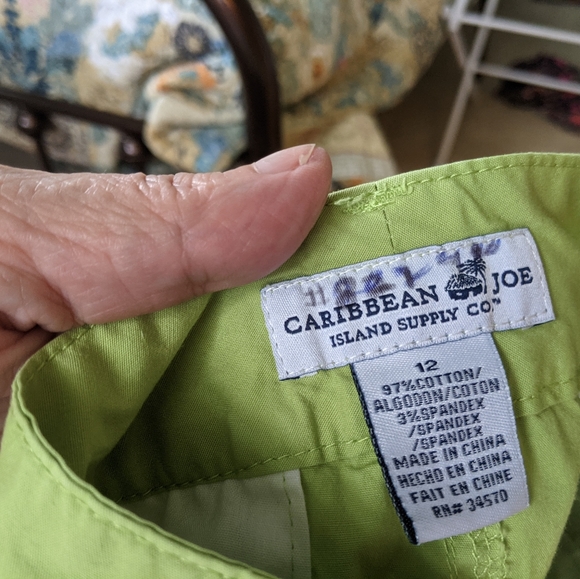 CARIBBEAN JOE
ISLAND SUPPLY CO.™
12
97%COTTON/
ALGODON/COTON
3%SPANDEX
/SPANDEX
/SPANDEX
MADE IN CHINA
HECHO EN CHINA
FAIT EN CHINE
RN# 34570